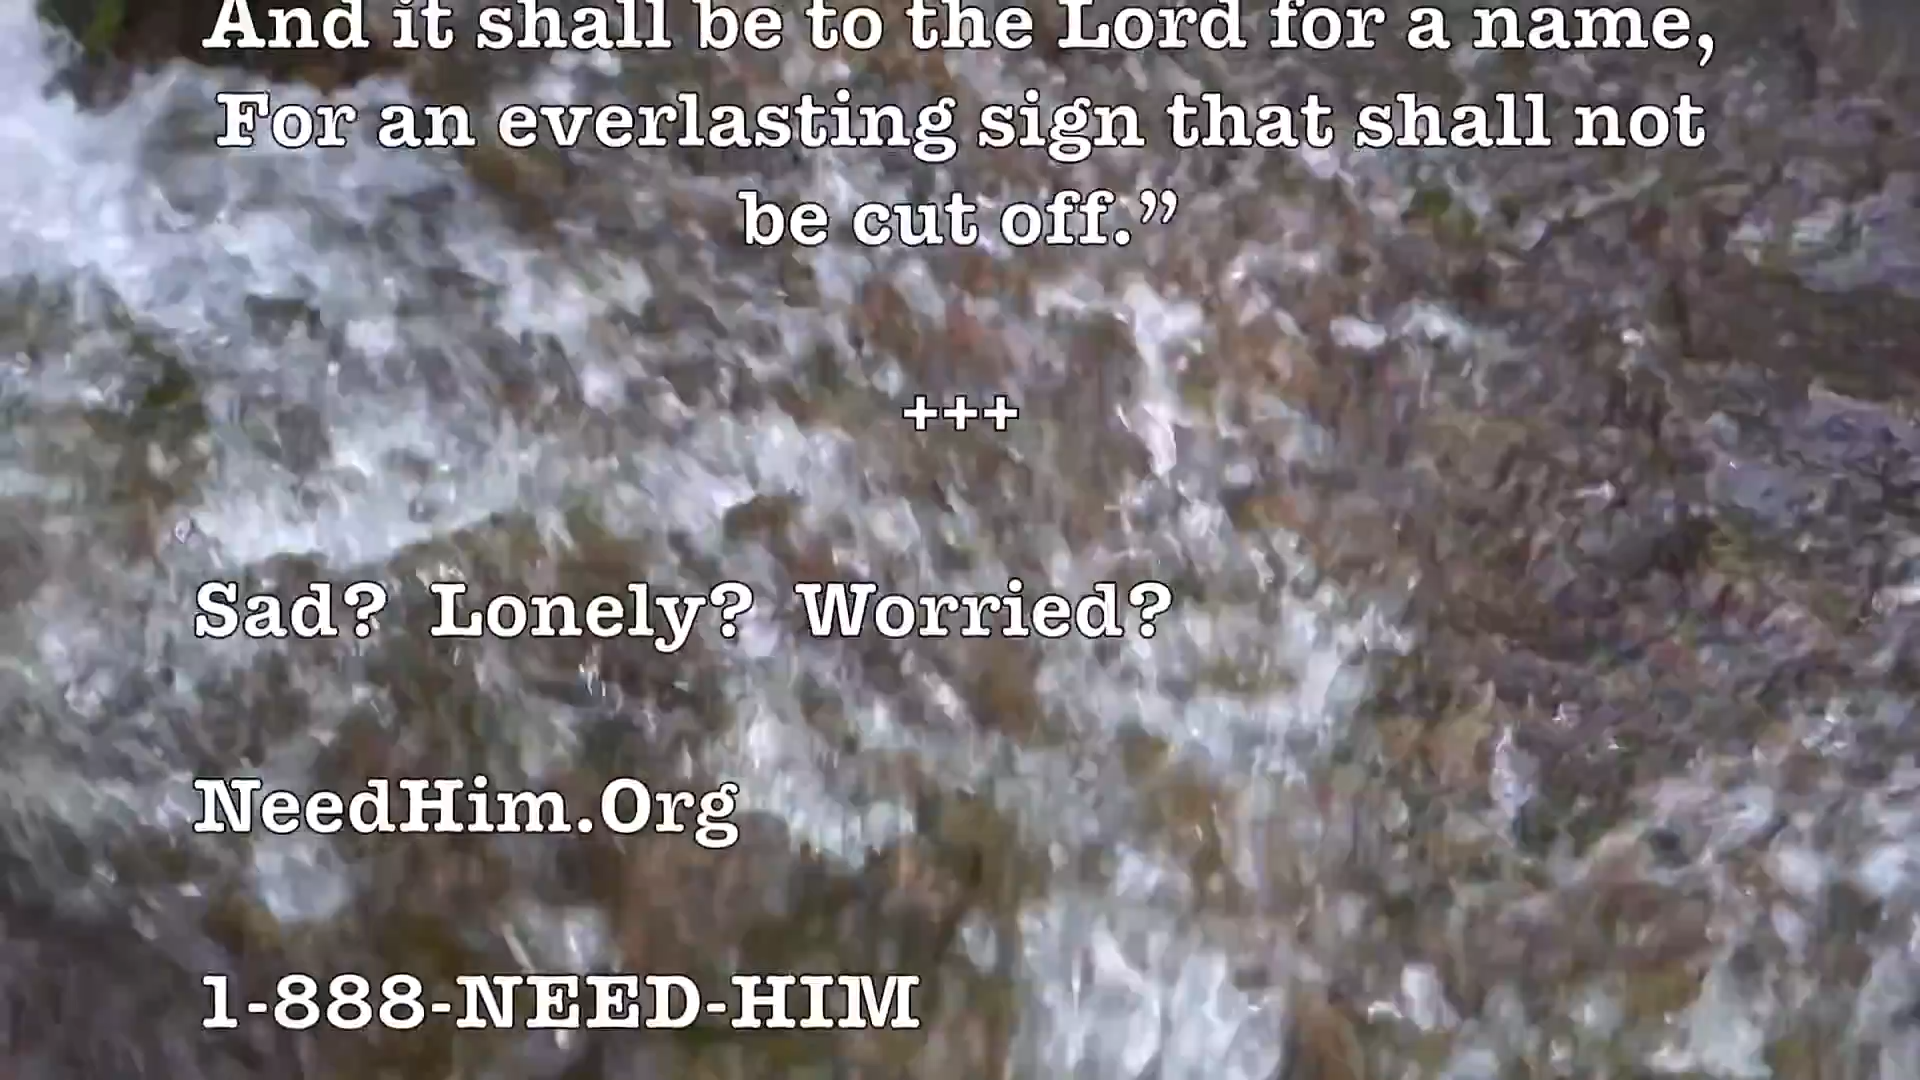 And it shall be to the Lord for a name,
For an everlasting sign that shall not
be cut off.”
+++
Sad? Lonely? Worried?
NeedHim.Org
1-888-NEED-HIM